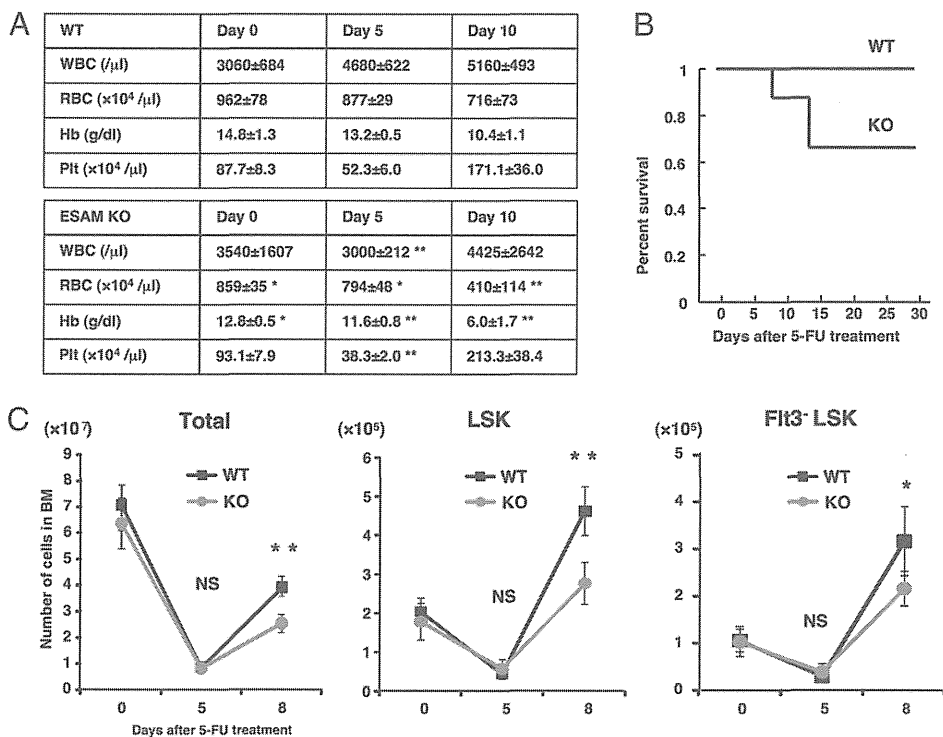 A
WT Day 0 Day 5 Day 10
WBC (/μl) 3060±684 4680±622 5160±493
RBC (×10⁴ /μl) 962±78 877±29 716±73
Hb (g/dl) 14.8±1.3 13.2±0.5 10.4±1.1
Plt (×10⁴ /μl) 87.7±8.3 52.3±6.0 171.1±36.0
ESAM KO Day 0 Day 5 Day 10
WBC (/μl) 3540±1607 3000±212 ** 4425±2642
RBC (×10⁴ /μl) 859±35 * 794±48 * 410±114 **
Hb (g/dl) 12.8±0.5 * 11.6±0.8 ** 6.0±1.7 **
Plt (×10⁴ /μl) 93.1±7.9 38.3±2.0 ** 213.3±38.4
B
WT
KO
Percent survival
1
0.8
0.6
0.4
0.2
0
0 5 10 15 20 25 30
Days after 5-FU treatment
C
(×10⁷) Total
WT
KO
* *
NS
Number of cells in BM
9
8
7
6
5
4
3
2
1
0
0 5 8
Days after 5-FU treatment
(×10⁵) LSK
WT
KO
* *
NS
6
5
4
3
2
1
0
0 5 8
(×10⁵) Flt3⁻ LSK
WT
KO
*
NS
5
4
3
2
1
0
0 5 8